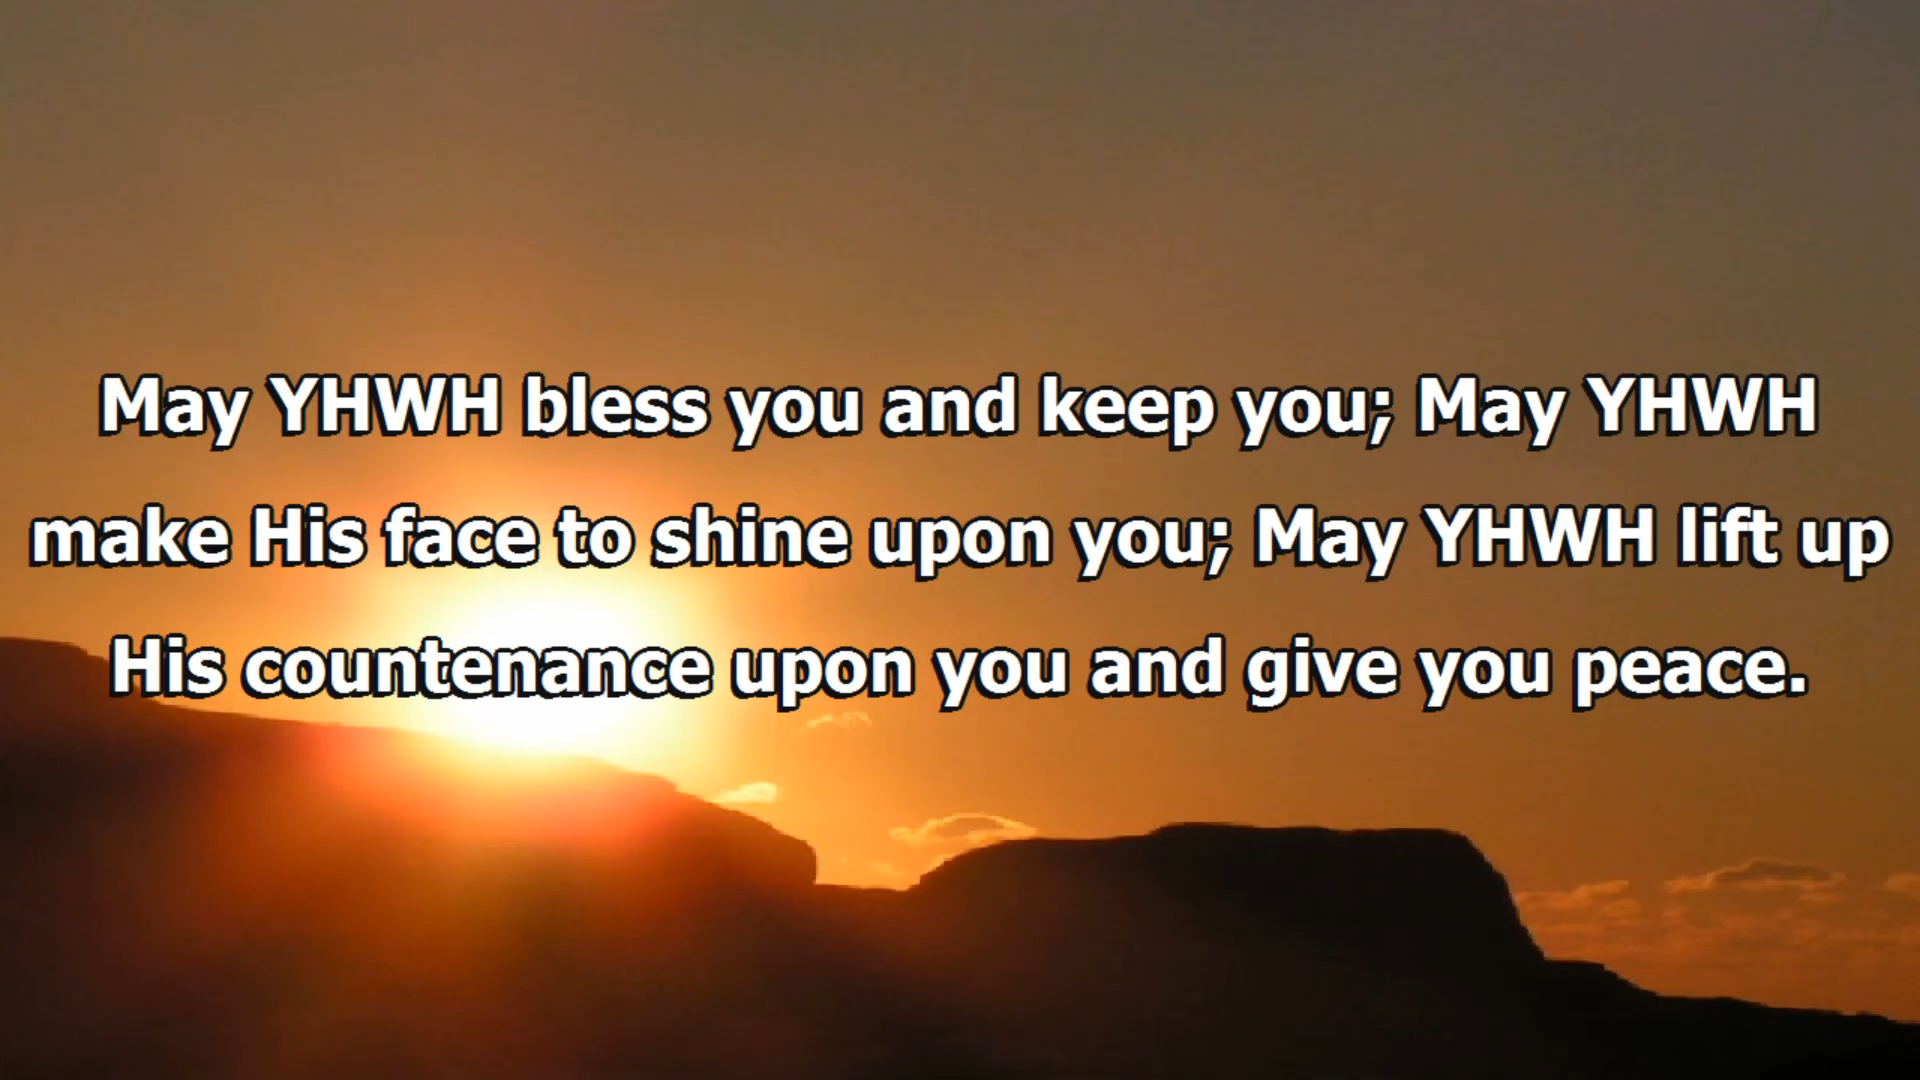 May YHWH bless you and keep you; May YHWH
make His face to shine upon you; May YHWH lift up
His countenance upon you and give you peace.